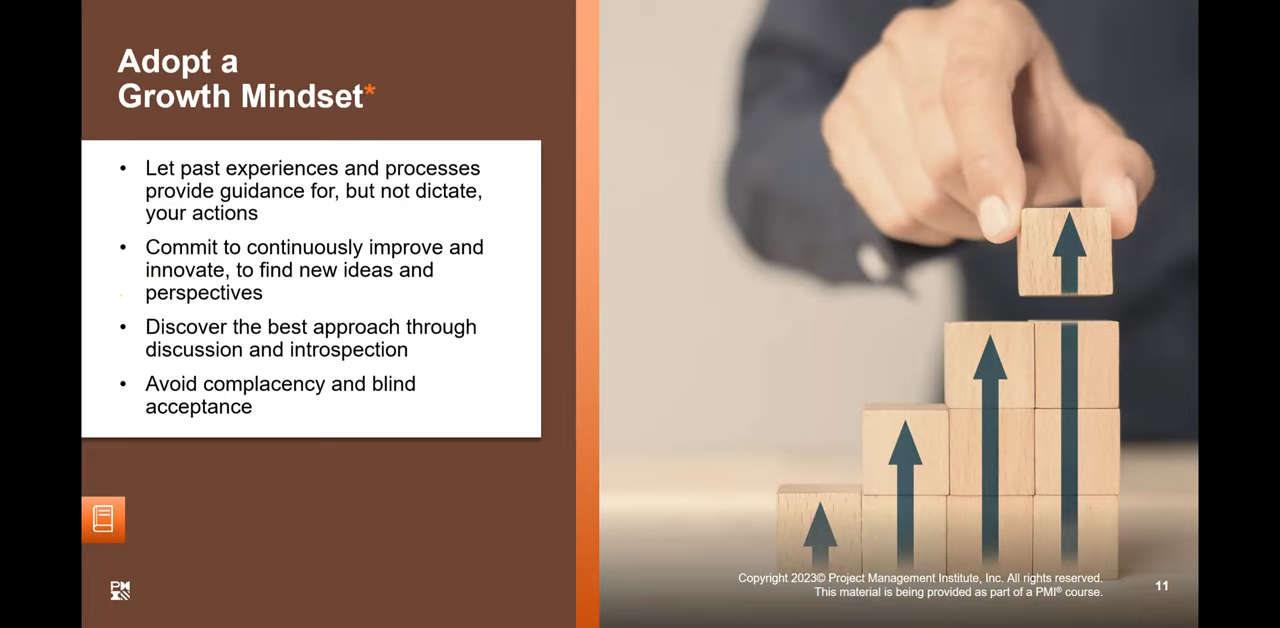 Adopt a
Growth Mindset*
• Let past experiences and processes
provide guidance for, but not dictate,
your actions
• Commit to continuously improve and
innovate, to find new ideas and
perspectives
• Discover the best approach through
discussion and introspection
• Avoid complacency and blind
acceptance
PM
Copyright 2023© Project Management Institute, Inc. All rights reserved.
This material is being provided as part of a PMI® course.
11